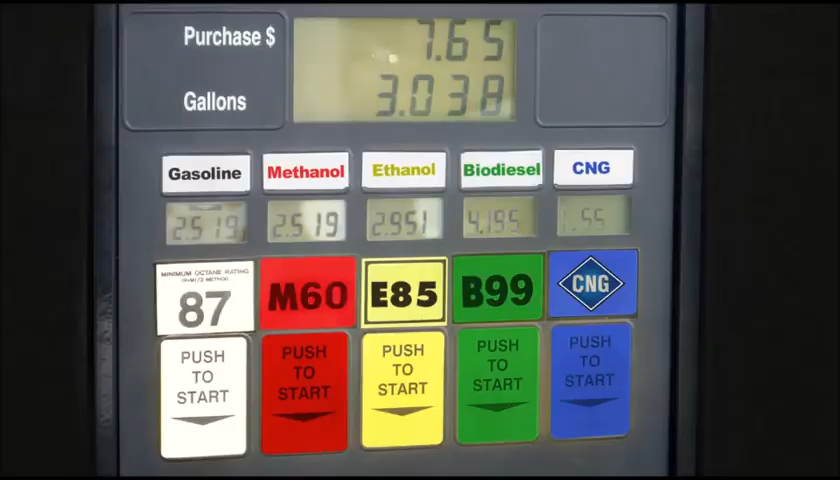 Purchase $ 7.65
Gallons 3.038
Gasoline Methanol Ethanol Biodiesel CNG
2.519 2.519 2.951 4.195 1.55
MINIMUM OCTANE RATING
(R+M)/2 METHOD
87 M60 E85 B99 CNG
PUSH PUSH PUSH PUSH PUSH
TO TO TO TO TO
START START START START START